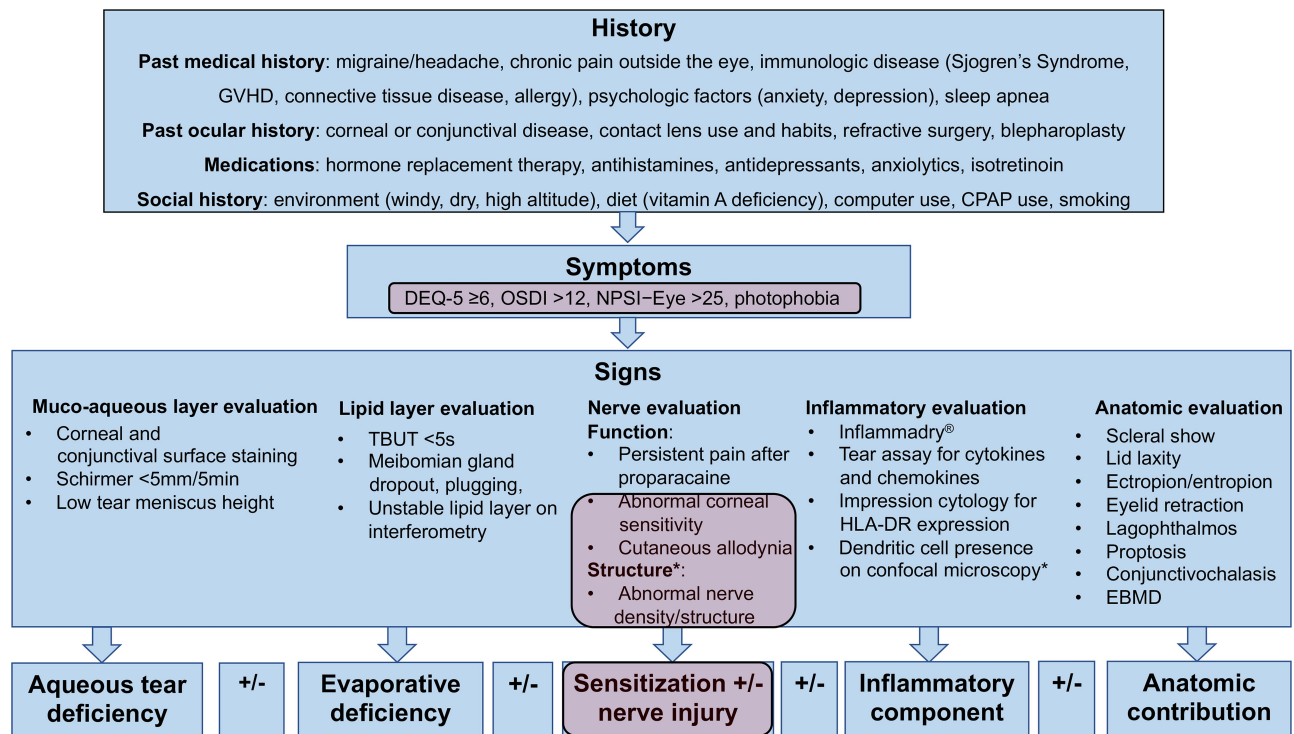 History
Past medical history: migraine/headache, chronic pain outside the eye, immunologic disease (Sjogren’s Syndrome,
GVHD, connective tissue disease, allergy), psychologic factors (anxiety, depression), sleep apnea
Past ocular history: corneal or conjunctival disease, contact lens use and habits, refractive surgery, blepharoplasty
Medications: hormone replacement therapy, antihistamines, antidepressants, anxiolytics, isotretinoin
Social history: environment (windy, dry, high altitude), diet (vitamin A deficiency), computer use, CPAP use, smoking
Symptoms
DEQ-5 ≥6, OSDI >12, NPSI−Eye >25, photophobia
Signs
Muco-aqueous layer evaluation
• Corneal and
conjunctival surface staining
• Schirmer <5mm/5min
• Low tear meniscus height
Lipid layer evaluation
• TBUT <5s
• Meibomian gland
dropout, plugging,
• Unstable lipid layer on
interferometry
Nerve evaluation
Function:
• Persistent pain after
proparacaine
• Abnormal corneal
sensitivity
• Cutaneous allodynia
Structure*:
• Abnormal nerve
density/structure
Inflammatory evaluation
• Inflammadry®
• Tear assay for cytokines
and chemokines
• Impression cytology for
HLA-DR expression
• Dendritic cell presence
on confocal microscopy*
Anatomic evaluation
• Scleral show
• Lid laxity
• Ectropion/entropion
• Eyelid retraction
• Lagophthalmos
• Proptosis
• Conjunctivochalasis
• EBMD
Aqueous tear
deficiency
+/-
Evaporative
deficiency
+/-
Sensitization +/-
nerve injury
+/-
Inflammatory
component
+/-
Anatomic
contribution